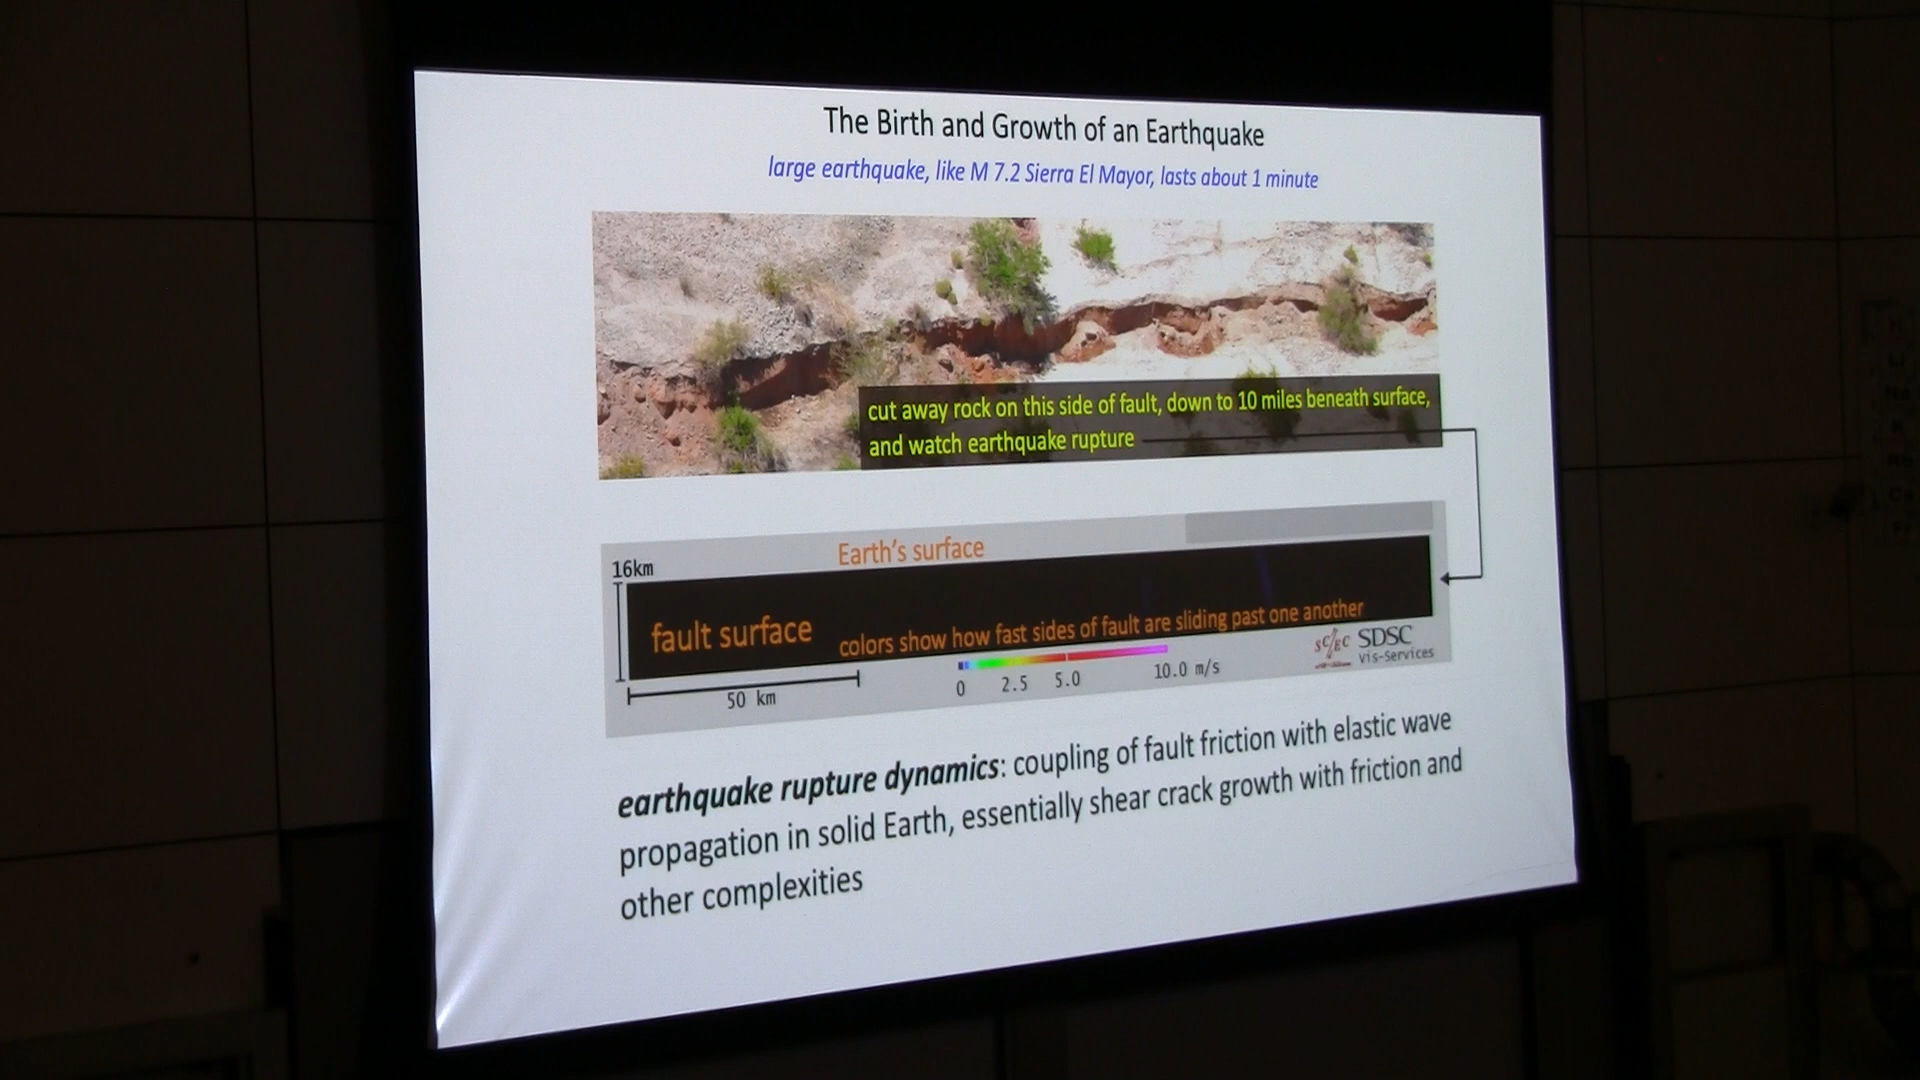 The Birth and Growth of an Earthquake
large earthquake, like M 7.2 Sierra El Mayor, lasts about 1 minute
cut away rock on this side of fault, down to 10 miles beneath surface,
and watch earthquake rupture
Earth's surface
16km
fault surface
colors show how fast sides of fault are sliding past one another
50 km
0 2.5 5.0 10.0 m/s
SC/EC SDSC
Vis-Services
earthquake rupture dynamics: coupling of fault friction with elastic wave
propagation in solid Earth, essentially shear crack growth with friction and
other complexities